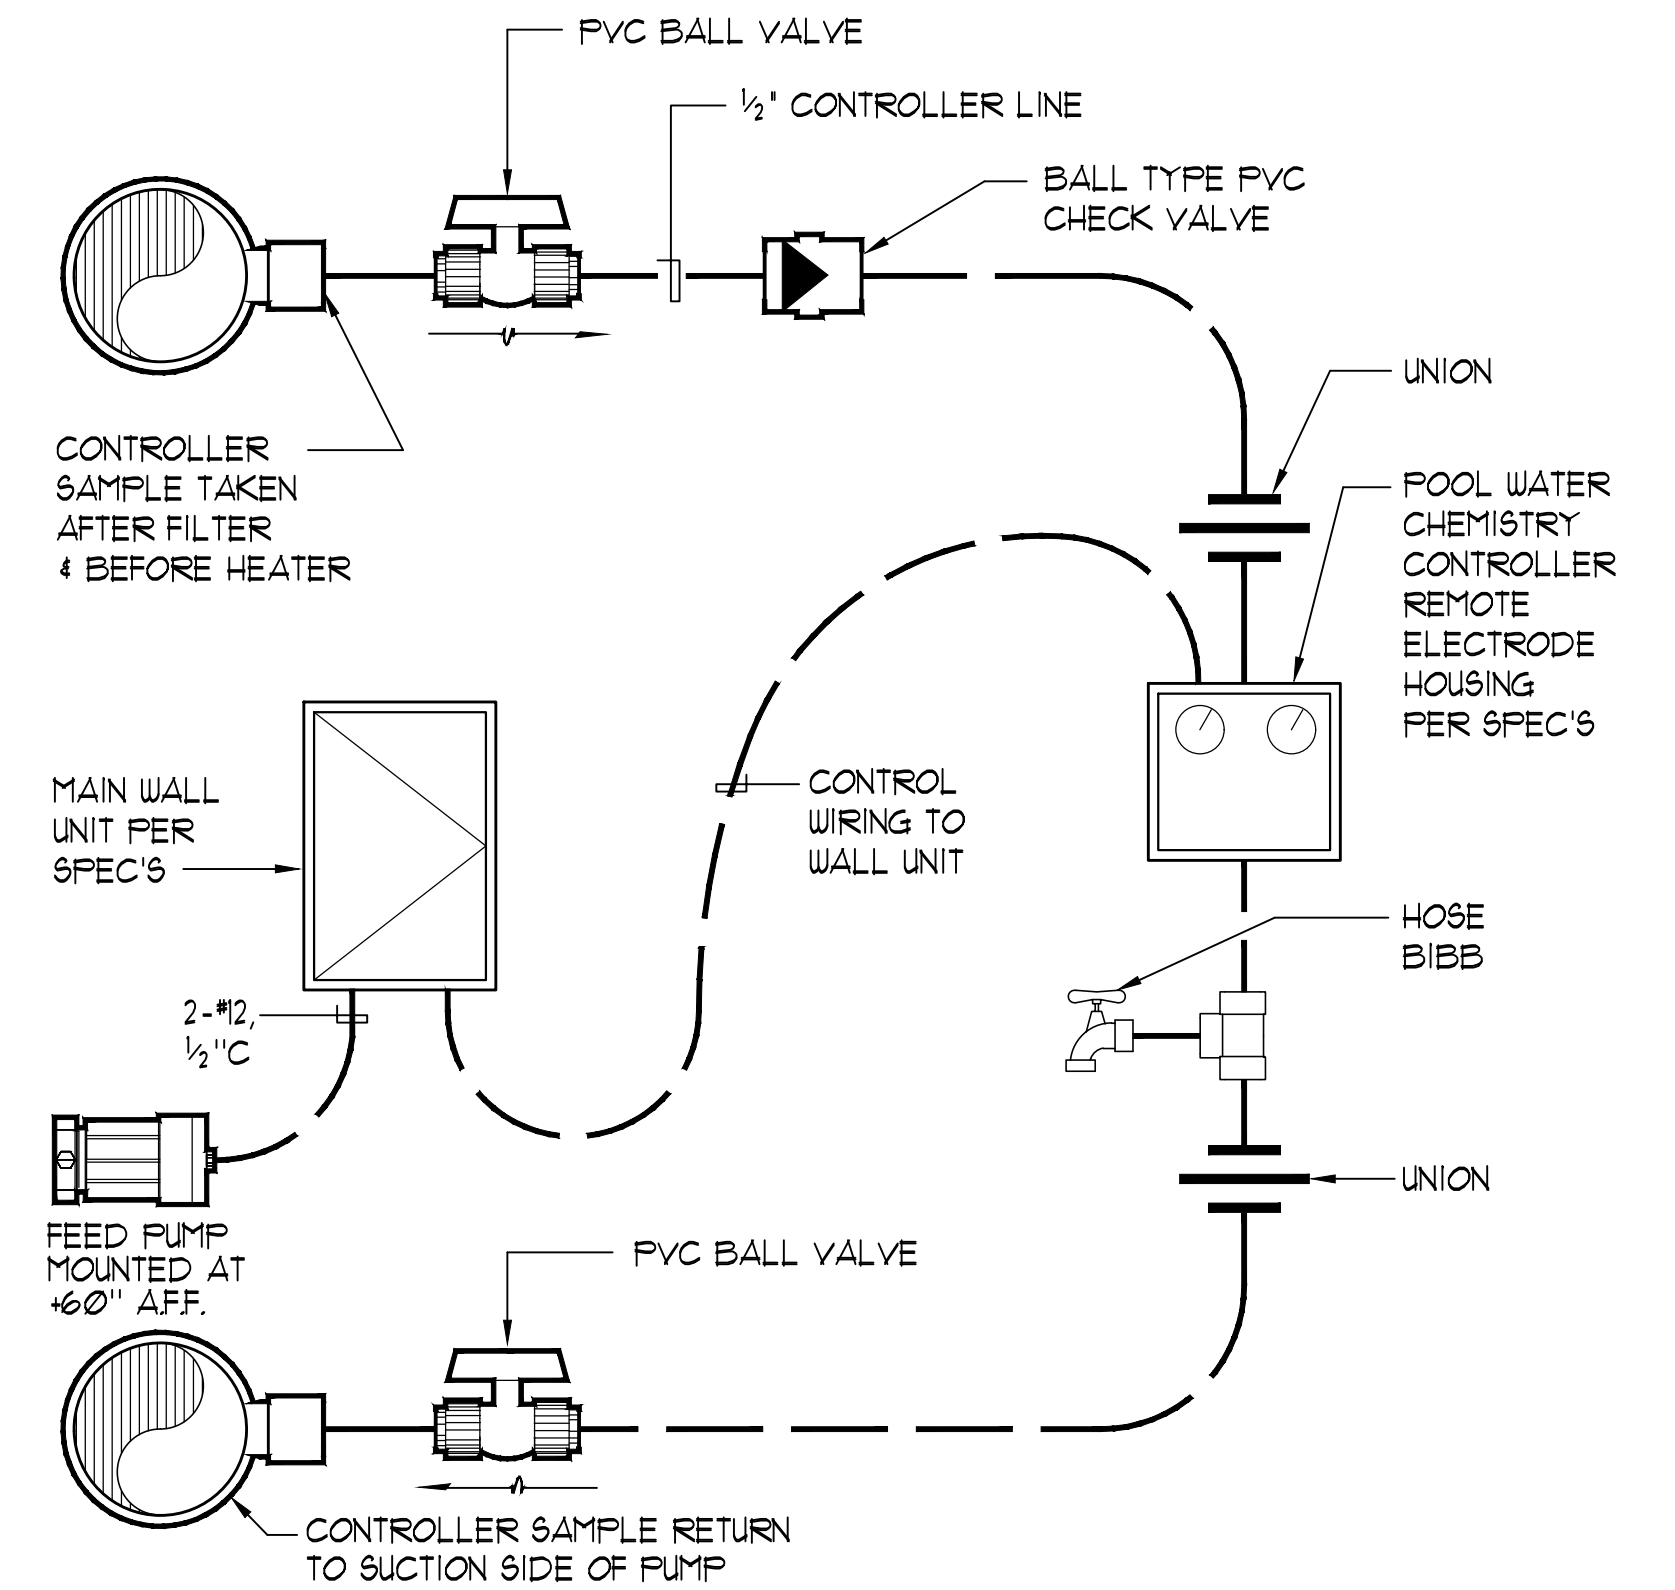 PVC BALL VALVE
½" CONTROLLER LINE
BALL TYPE PVC
CHECK VALVE
UNION
CONTROLLER
SAMPLE TAKEN
AFTER FILTER
& BEFORE HEATER
POOL WATER
CHEMISTRY
CONTROLLER
REMOTE
ELECTRODE
HOUSING
PER SPEC'S
MAIN WALL
UNIT PER
SPEC'S
CONTROL
WIRING TO
WALL UNIT
HOSE
BIBB
2-#12,
½"C
UNION
FEED PUMP
MOUNTED AT
+60" A.F.F.
PVC BALL VALVE
CONTROLLER SAMPLE RETURN
TO SUCTION SIDE OF PUMP